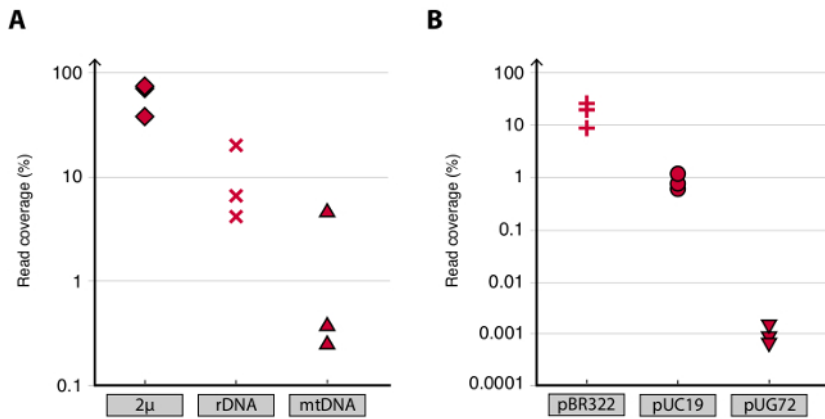 A
Read coverage (%)
100
10
1
0.1
2µ rDNA mtDNA
B
Read coverage (%)
100
10
1
0.1
0.01
0.001
0.0001
pBR322 pUC19 pUG72